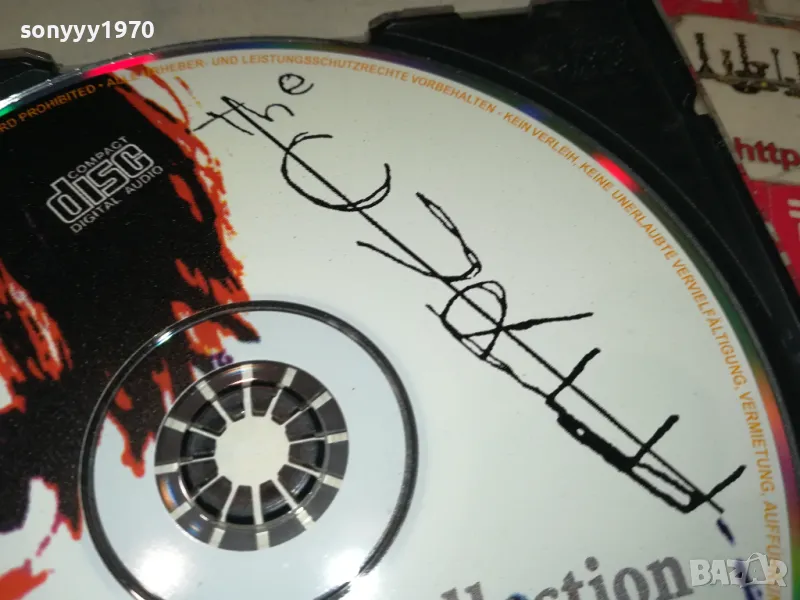 sonyyy1970
RD PROHIBITED - ALLE URHEBER- UND LEISTUNGSSCHUTZRECHTE VORBEHALTEN - KEIN VERLEIH, KEINE UNERLAUBTE VERVIELFÄLTIGUNG, VERMIETUNG, AUFFÜ
COMPACT
disc
DIGITAL AUDIO
the
CURE
http
llection
BAZAR